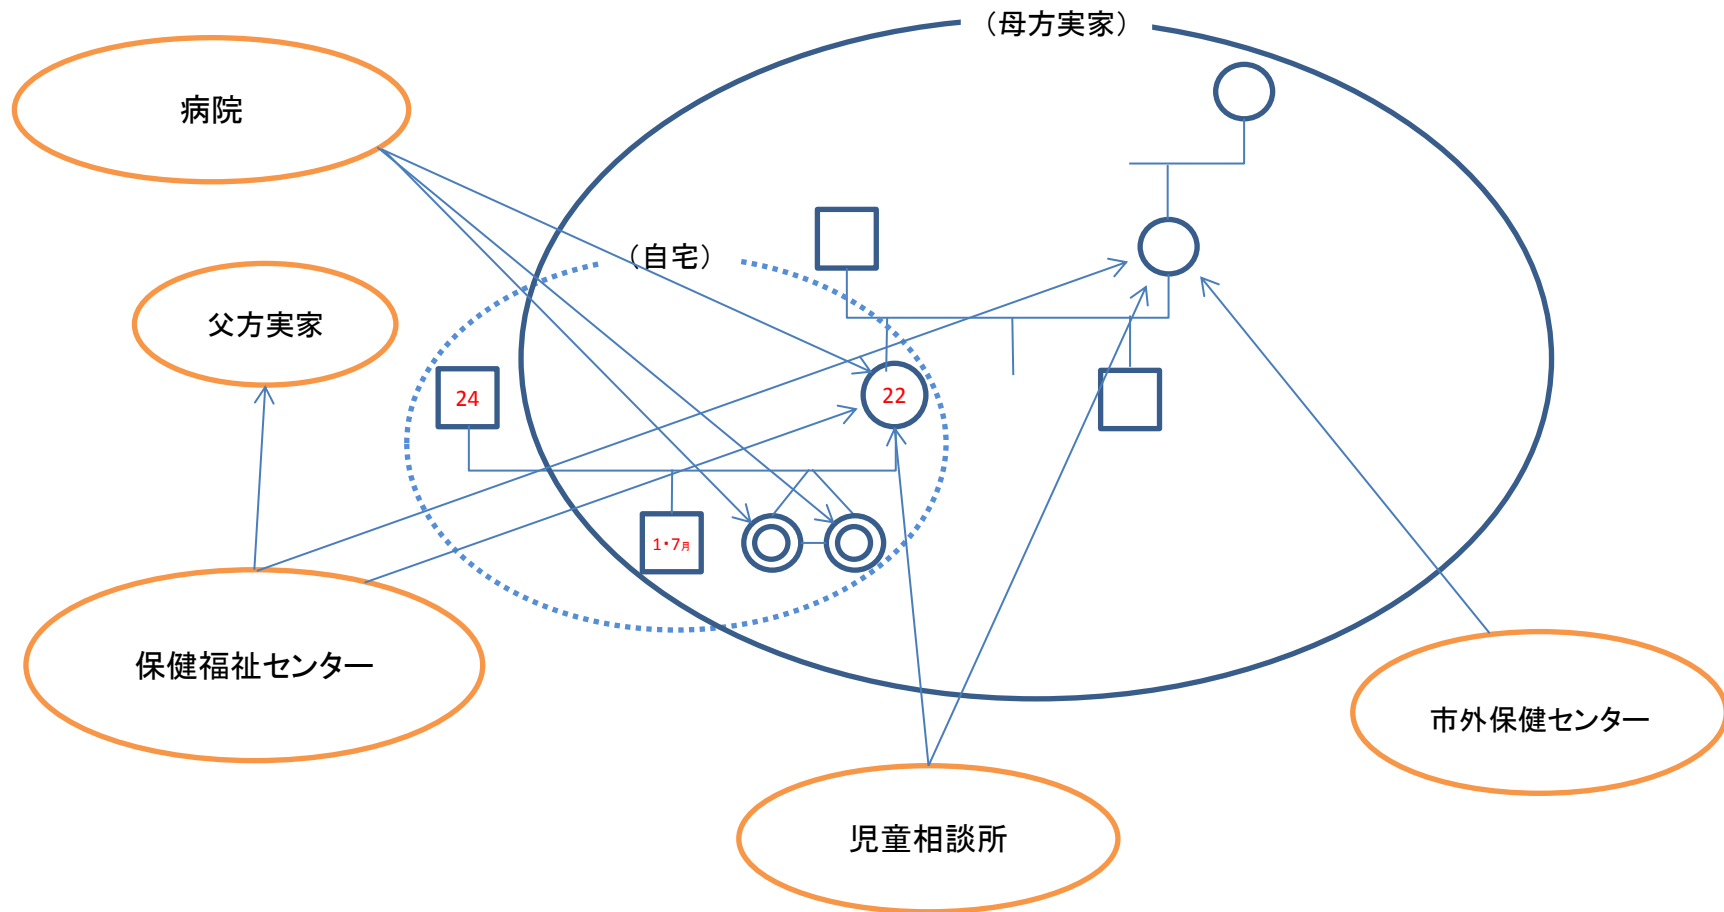 （母方実家）
病院
（自宅）
父方実家
24
22
1・7月
保健福祉センター
市外保健センター
児童相談所